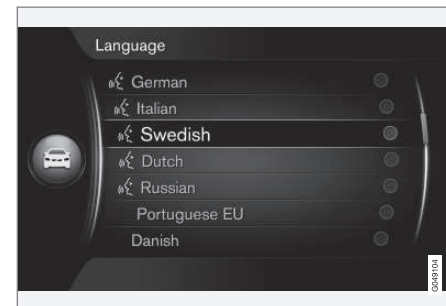 Language
German
Italian
Swedish
Dutch
Russian
Portuguese EU
Danish
G049104